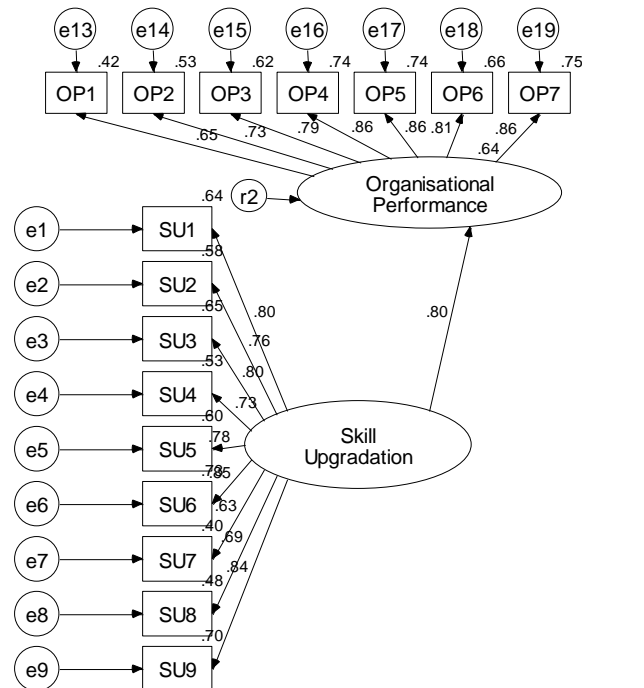 e13 e14 e15 e16 e17 e18 e19
.42 .53 .62 .74 .74 .66 .75
OP1 OP2 OP3 OP4 OP5 OP6 OP7
.65 .73 .79 .86 .86 .81 .86
.64
Organisational
Performance
r2
.64
e1 SU1
.58
e2 SU2
.65
e3 SU3
.53
e4 SU4
.60
e5 SU5
e6 SU6
.40
e7 SU7
.48
e8 SU8
.70
e9 SU9
.80
.76
.80
.73
.78
.85
.63
.69
.84
.80
Skill
Upgradation